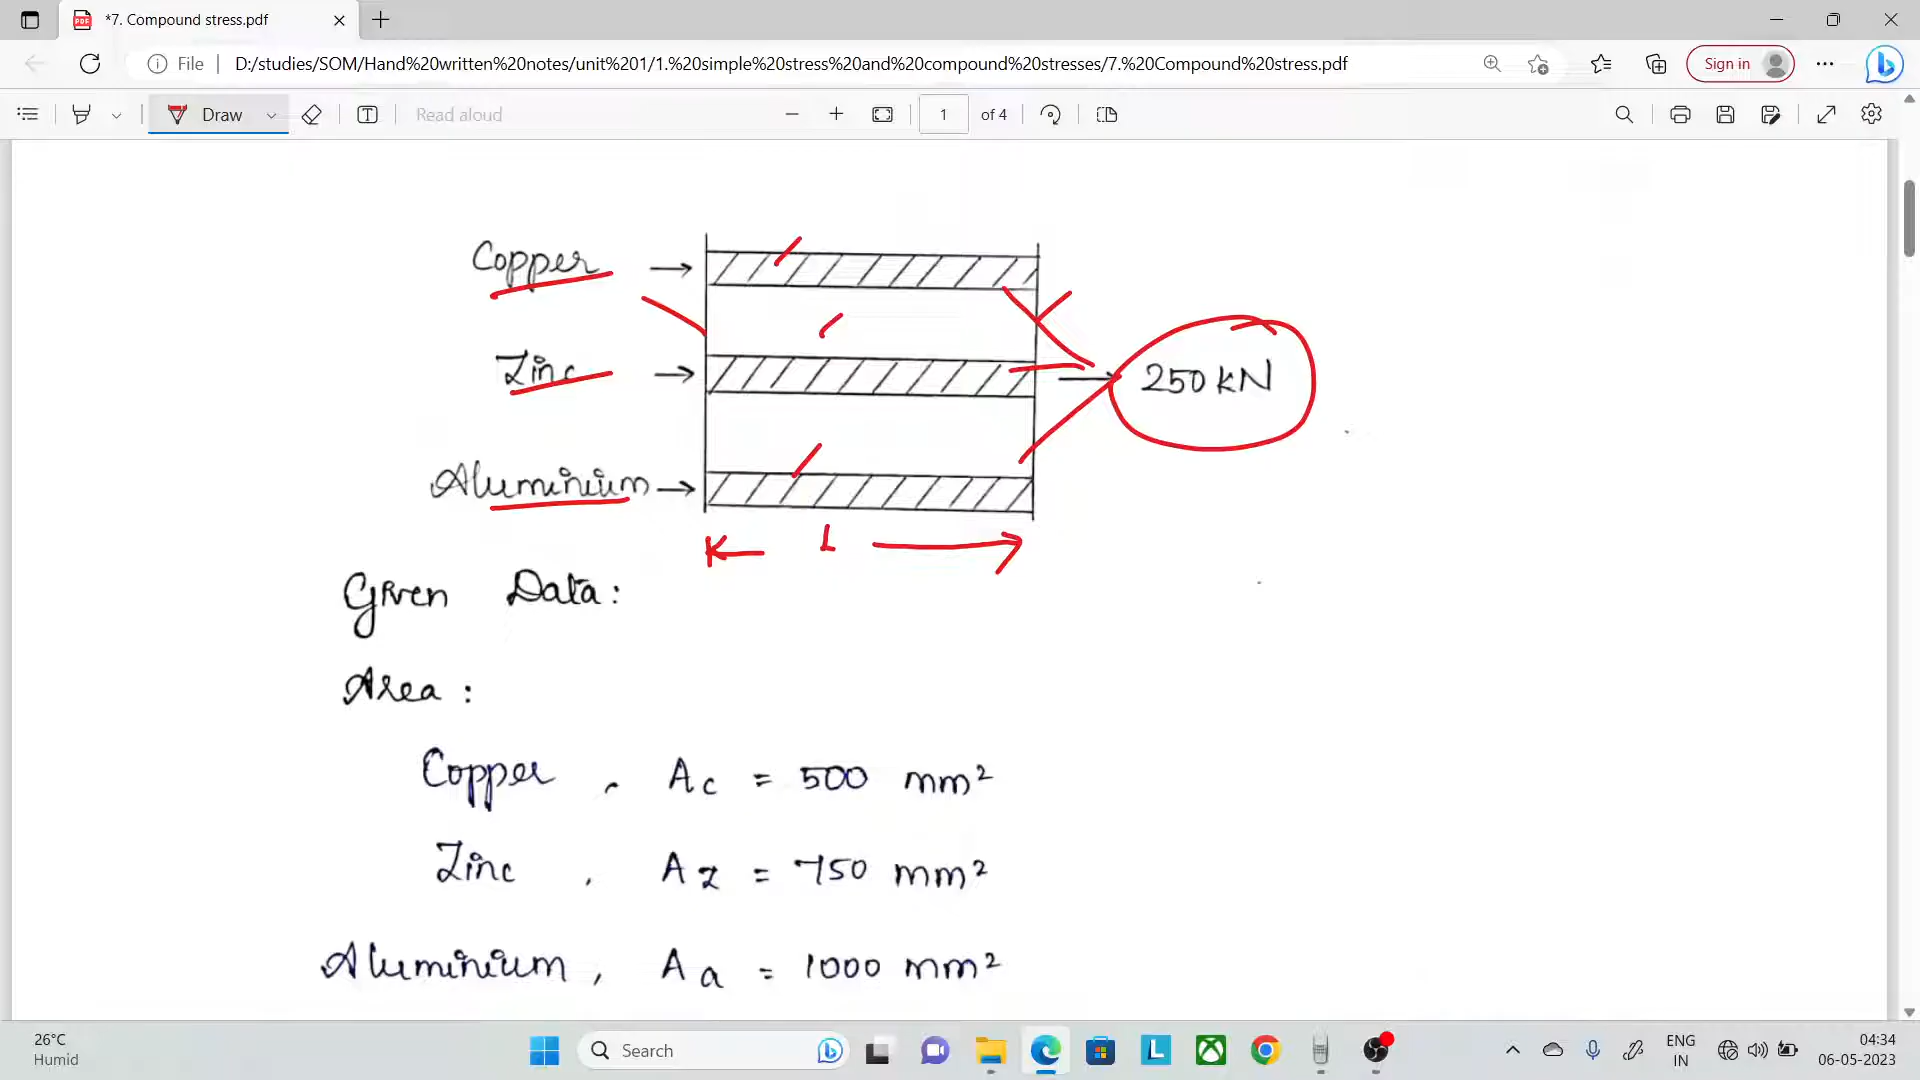 *7. Compound stress.pdf
File
D:/studies/SOM/Hand%20written%20notes/unit%201/1.%20simple%20stress%20and%20compound%20stresses/7.%20Compound%20stress.pdf
Sign in
Draw
Read aloud
1 of 4
Copper →
Zinc → → 250 KN
Aluminium →
L
Given Data:
Area :
Copper , Ac = 500 mm²
Zinc , Az = 750 mm²
Aluminium , Aa = 1000 mm²
26°C
Humid
Search
ENG
IN
04:34
06-05-2023